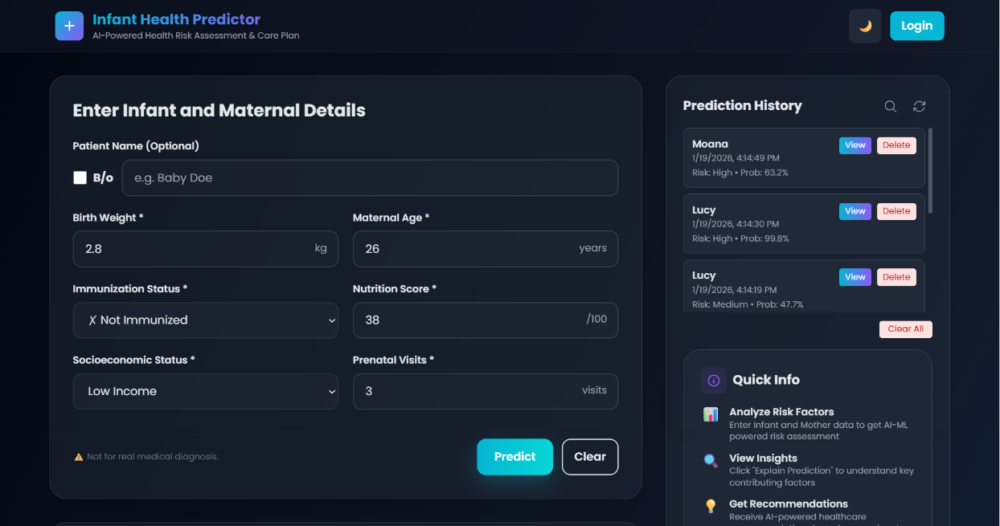 Infant Health Predictor
AI-Powered Health Risk Assessment & Care Plan
Login
Enter Infant and Maternal Details
Patient Name (Optional)
B/o
e.g. Baby Doe
Birth Weight *
Maternal Age *
2.8 kg
26 years
Immunization Status *
Nutrition Score *
✗ Not Immunized
38 /100
Socioeconomic Status *
Prenatal Visits *
Low Income
3 visits
⚠ Not for real medical diagnosis.
Predict
Clear
Prediction History
Moana
View
Delete
1/19/2026, 4:14:49 PM
Risk: High • Prob: 63.2%
Lucy
View
Delete
1/19/2026, 4:14:30 PM
Risk: High • Prob: 99.8%
Lucy
View
Delete
1/19/2026, 4:14:19 PM
Risk: Medium • Prob: 47.7%
Clear All
Quick Info
Analyze Risk Factors
Enter Infant and Mother data to get AI-ML
powered risk assessment
View Insights
Click "Explain Prediction" to understand key
contributing factors
Get Recommendations
Receive AI-powered healthcare